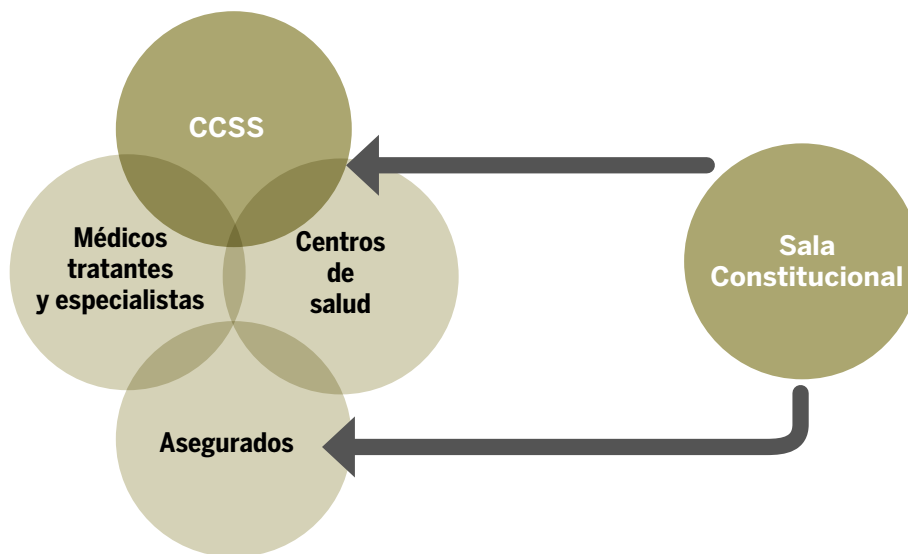 CCSS
Médicos
tratantes
y especialistas
Centros
de
salud
Sala
Constitucional
Asegurados